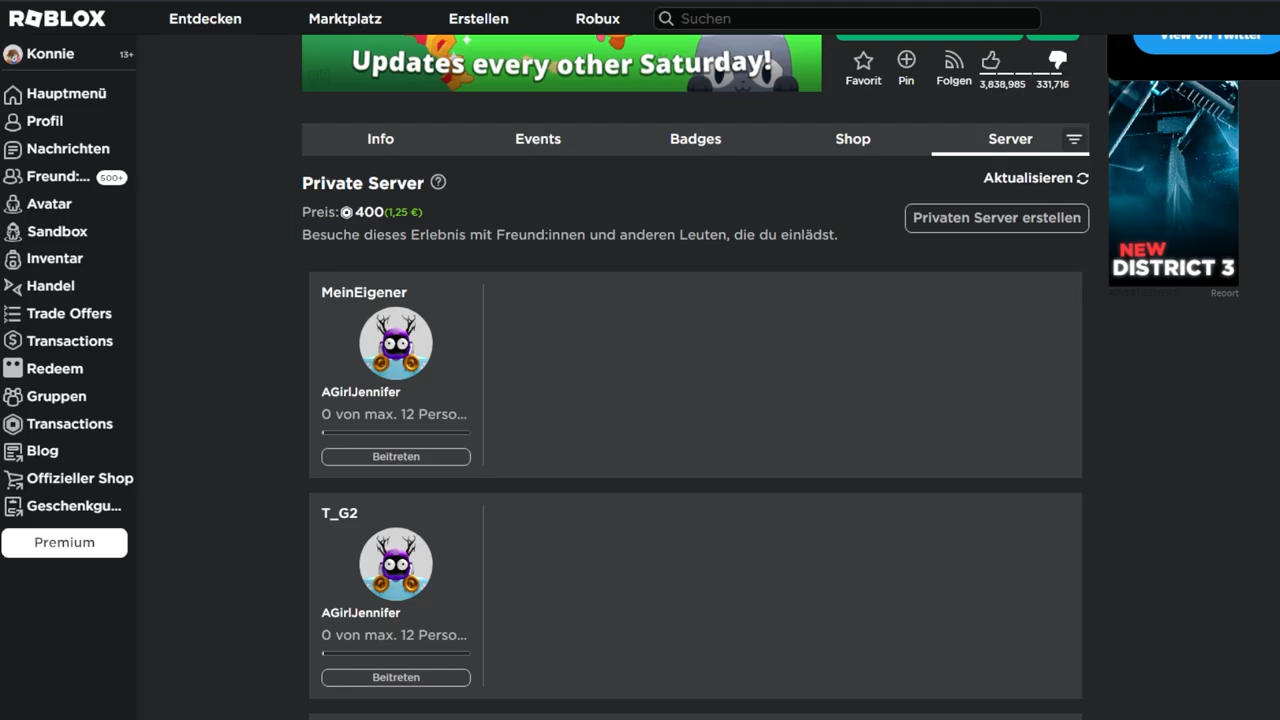 ROBLOX
Entdecken
Marktplatz
Erstellen
Robux
Suchen
Konnie
13+
Hauptmenü
Profil
Nachrichten
Freund:...
500+
Avatar
Sandbox
Inventar
Handel
Trade Offers
Transactions
Redeem
Gruppen
Transactions
Blog
Offizieller Shop
Geschenkgu...
Premium
Updates every other Saturday!
Favorit
Pin
Folgen
3,838,985
331,716
View on Twitter
Info
Events
Badges
Shop
Server
Private Server
Aktualisieren
Preis: 400(1,25 €)
Privaten Server erstellen
Besuche dieses Erlebnis mit Freund:innen und anderen Leuten, die du einlädst.
MeinEigener
AGirlJennifer
0 von max. 12 Perso...
Beitreten
T_G2
AGirlJennifer
0 von max. 12 Perso...
Beitreten
NEW
DISTRICT 3
ADVERTISEMENT
Report